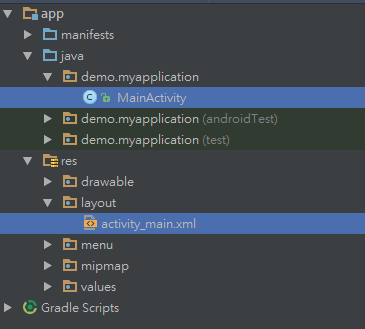 app
manifests
java
demo.myapplication
MainActivity
demo.myapplication (androidTest)
demo.myapplication (test)
res
drawable
layout
activity_main.xml
menu
mipmap
values
Gradle Scripts